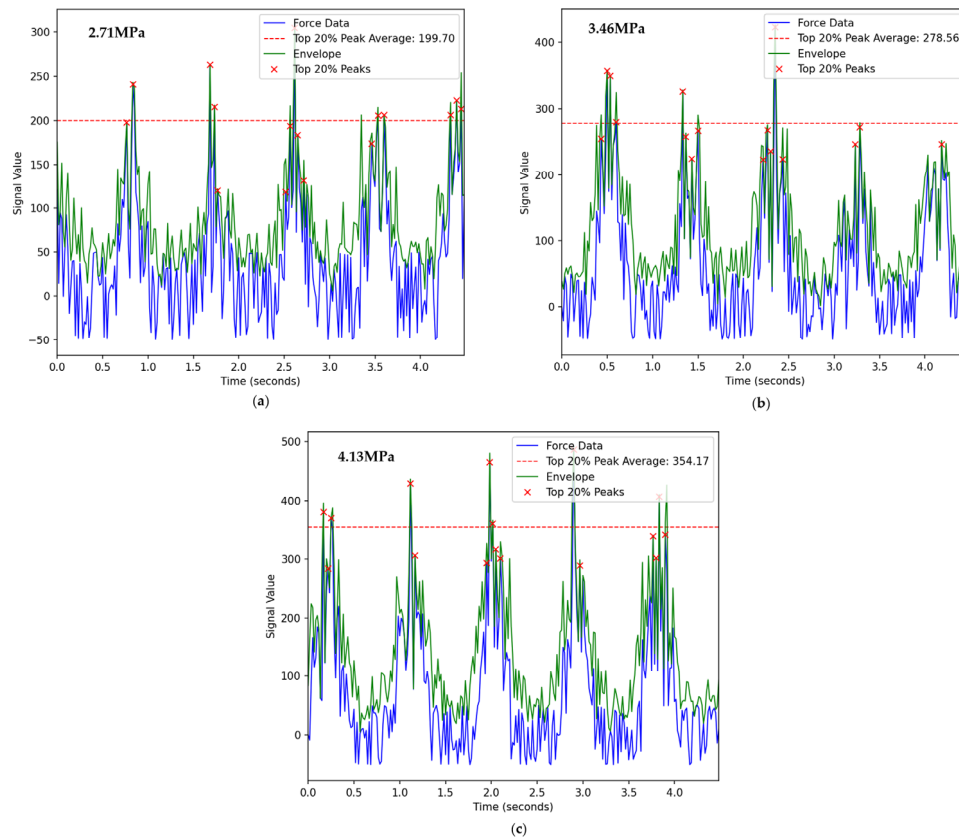 2.71MPa
Force Data
Top 20% Peak Average: 199.70
Envelope
Top 20% Peaks
Signal Value
300
250
200
150
100
50
0
−50
0.0 0.5 1.0 1.5 2.0 2.5 3.0 3.5 4.0
Time (seconds)
(a)
3.46MPa
Force Data
Top 20% Peak Average: 278.56
Envelope
Top 20% Peaks
Signal Value
400
300
200
100
0
0.0 0.5 1.0 1.5 2.0 2.5 3.0 3.5 4.0
Time (seconds)
(b)
4.13MPa
Force Data
Top 20% Peak Average: 354.17
Envelope
Top 20% Peaks
Signal Value
500
400
300
200
100
0
0.0 0.5 1.0 1.5 2.0 2.5 3.0 3.5 4.0
Time (seconds)
(c)